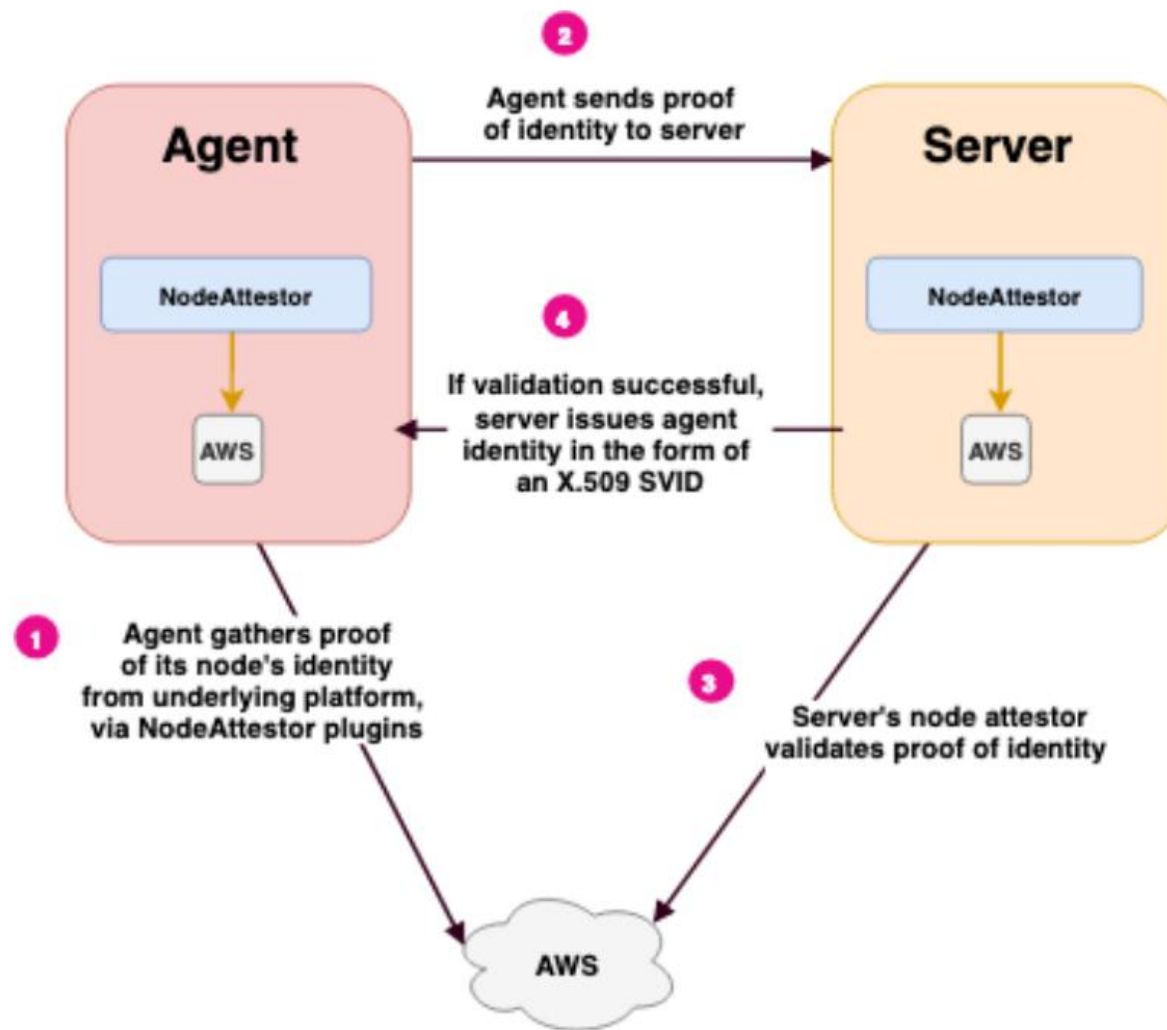 2
Agent sends proof
of identity to server
Agent
Server
NodeAttestor
NodeAttestor
4
If validation successful,
server issues agent
identity in the form of
an X.509 SVID
AWS
AWS
1
Agent gathers proof
of its node's identity
from underlying platform,
via NodeAttestor plugins
3
Server's node attestor
validates proof of identity
AWS